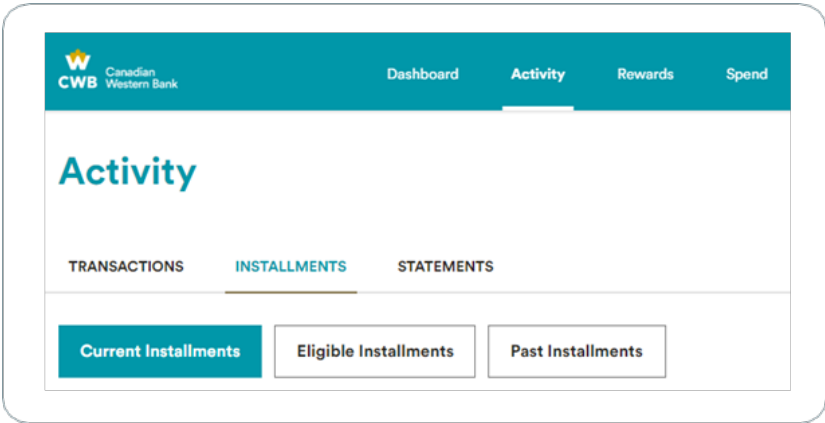 CWB Canadian Western Bank
Dashboard Activity Rewards Spend
Activity
TRANSACTIONS INSTALLMENTS STATEMENTS
Current Installments Eligible Installments Past Installments